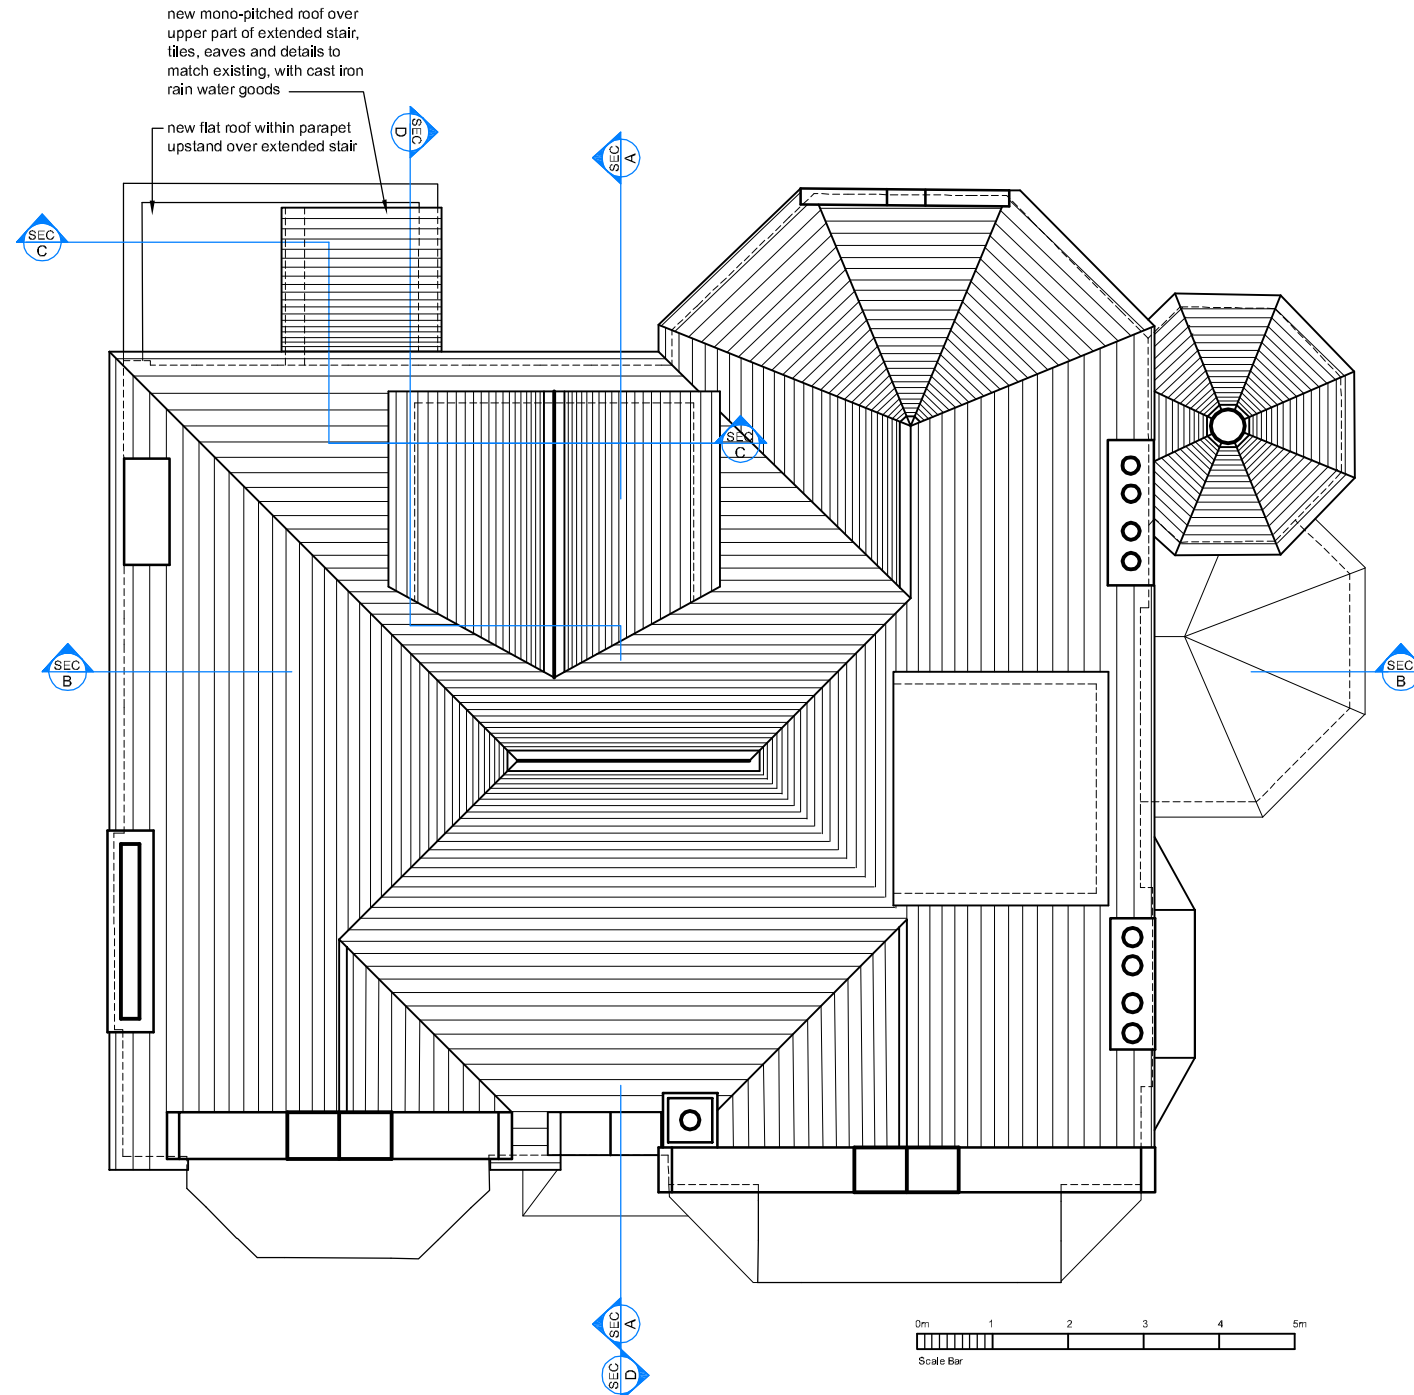 new mono-pitched roof over
upper part of extended stair,
tiles, eaves and details to
match existing, with cast iron
rain water goods
new flat roof within parapet
upstand over extended stair
SEC
D
SEC
A
SEC
C
SEC
C
SEC
B
SEC
B
SEC
A
SEC
D
0m 1 2 3 4 5m
Scale Bar